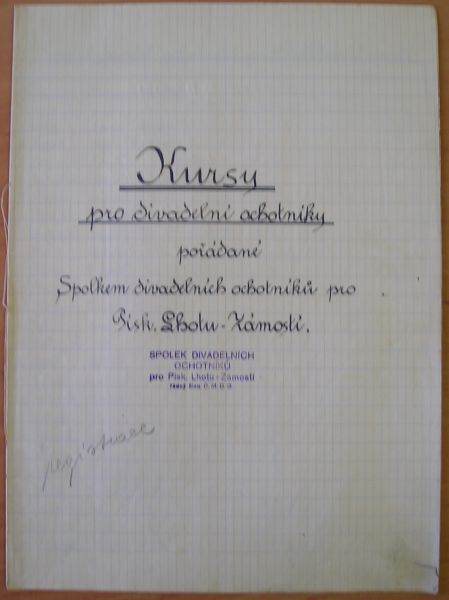 Kursy
pro divadelní ochotníky
pořádané
Spolkem divadelních ochotníků pro
Písk. Lhotu-Zámostí.
SPOLEK DIVADELNÍCH
OCHOTNÍKŮ
pro Písk. Lhotu-Zámostí
registrace